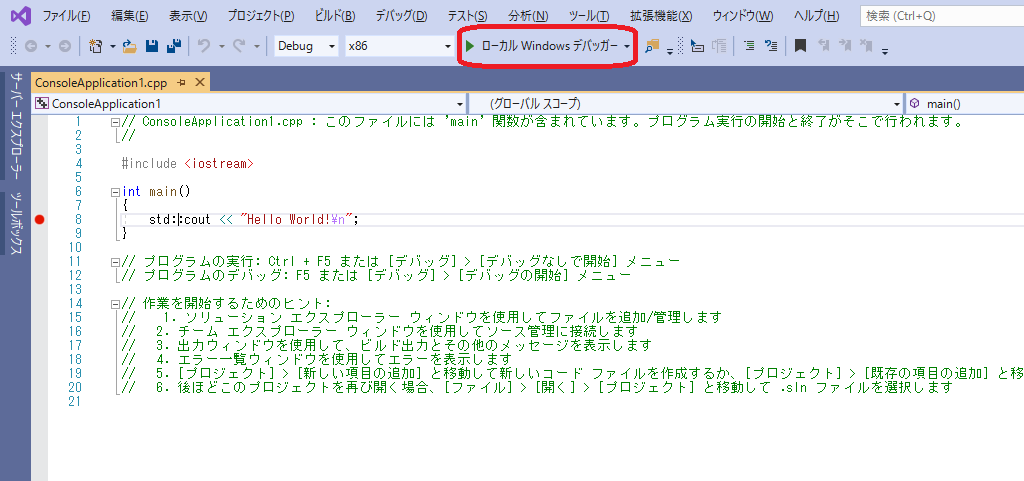 ファイル(F) 編集(E) 表示(V) プロジェクト(P) ビルド(B) デバッグ(D) テスト(S) 分析(N) ツール(T) 拡張機能(X) ウィンドウ(W) ヘルプ(H) 検索 (Ctrl+Q)
Debug x86 ローカル Windows デバッガー
サーバー エクスプローラー
ツールボックス
ConsoleApplication1.cpp
ConsoleApplication1 (グローバル スコープ) main()
1 // ConsoleApplication1.cpp : このファイルには 'main' 関数が含まれています。プログラム実行の開始と終了がそこで行われます。
2 //
3
4 #include <iostream>
5
6 int main()
7 {
8 std::cout << "Hello World!¥n";
9 }
10
11 // プログラムの実行: Ctrl + F5 または [デバッグ] > [デバッグなしで開始] メニュー
12 // プログラムのデバッグ: F5 または [デバッグ] > [デバッグの開始] メニュー
13
14 // 作業を開始するためのヒント:
15 // 1. ソリューション エクスプローラー ウィンドウを使用してファイルを追加/管理します
16 // 2. チーム エクスプローラー ウィンドウを使用してソース管理に接続します
17 // 3. 出力ウィンドウを使用して、ビルド出力とその他のメッセージを表示します
18 // 4. エラー一覧ウィンドウを使用してエラーを表示します
19 // 5. [プロジェクト] > [新しい項目の追加] と移動して新しいコード ファイルを作成するか、[プロジェクト] > [既存の項目の追加] と移
20 // 6. 後ほどこのプロジェクトを再び開く場合、[ファイル] > [開く] > [プロジェクト] と移動して .sln ファイルを選択します
21